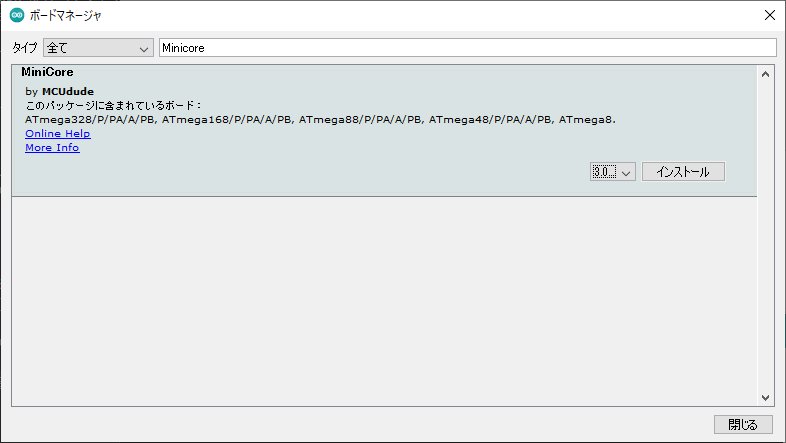 ボードマネージャ
タイプ 全て Minicore
MiniCore
by MCUdude
このパッケージに含まれているボード：
ATmega328/P/PA/A/PB, ATmega168/P/PA/A/PB, ATmega88/P/PA/A/PB, ATmega48/P/PA/A/PB, ATmega8.
Online Help
More Info
3.0... インストール
閉じる